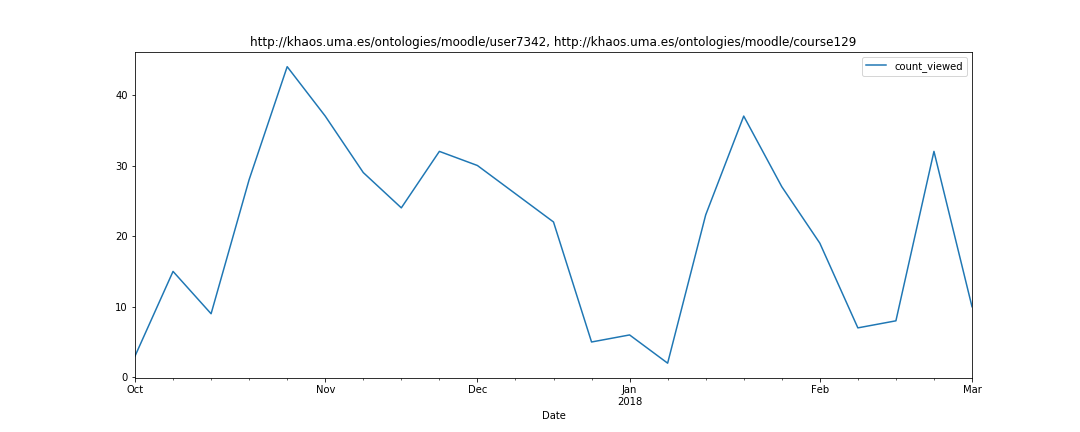 http://khaos.uma.es/ontologies/moodle/user7342, http://khaos.uma.es/ontologies/moodle/course129
count_viewed
40
30
20
10
0
Oct Nov Dec Jan Feb Mar
2018
Date